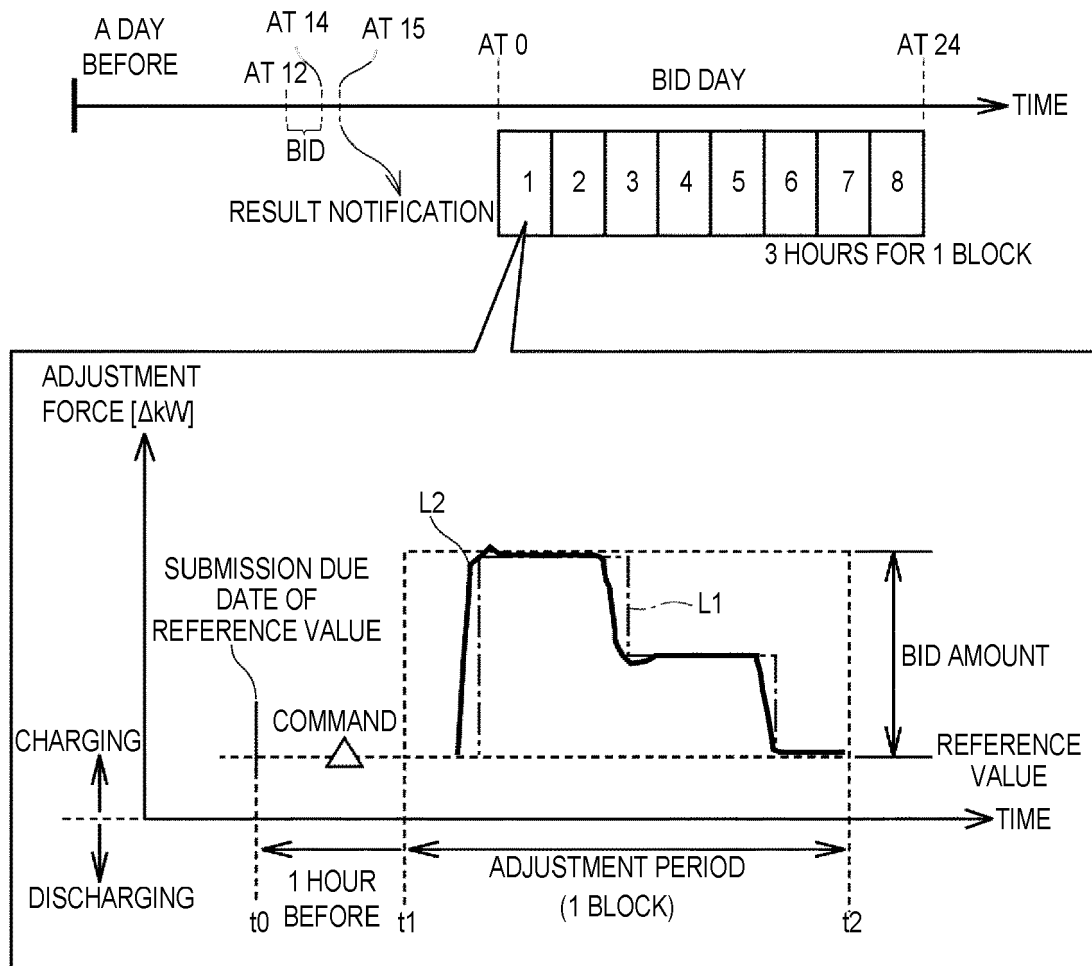 A DAY
BEFORE
AT 14
AT 15
AT 12
AT 0
AT 24
BID DAY
TIME
BID
RESULT NOTIFICATION
1
2
3
4
5
6
7
8
3 HOURS FOR 1 BLOCK
ADJUSTMENT
FORCE [ΔkW]
L2
SUBMISSION DUE
DATE OF
REFERENCE VALUE
L1
BID AMOUNT
COMMAND
CHARGING
REFERENCE
VALUE
TIME
DISCHARGING
1 HOUR
BEFORE
ADJUSTMENT PERIOD
(1 BLOCK)
t0
t1
t2